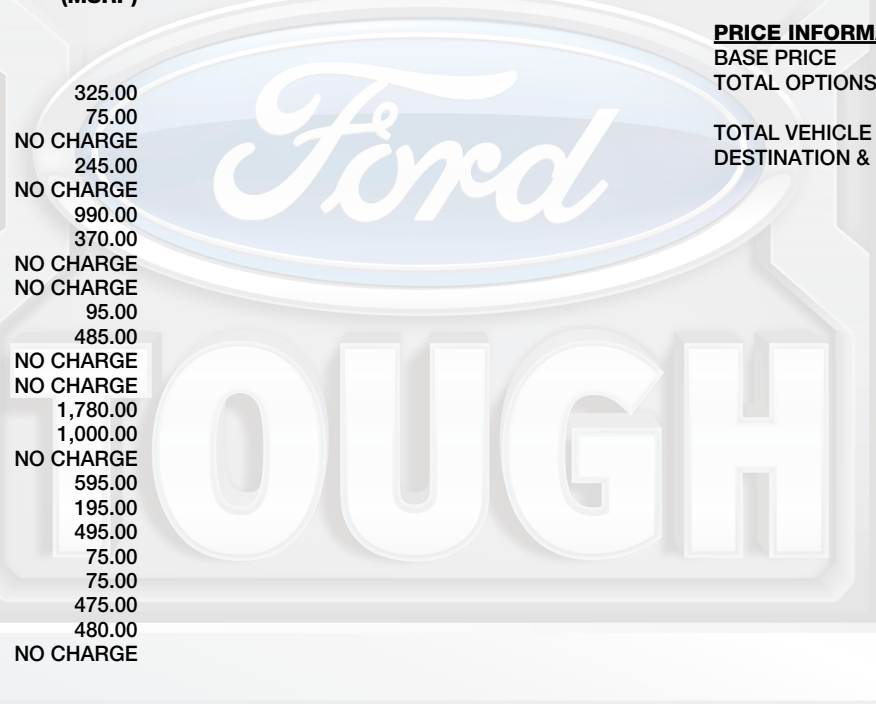 (MSRP)
325.00
75.00
NO CHARGE
245.00
NO CHARGE
990.00
370.00
NO CHARGE
NO CHARGE
95.00
485.00
NO CHARGE
NO CHARGE
1,780.00
1,000.00
NO CHARGE
595.00
195.00
495.00
75.00
75.00
475.00
480.00
NO CHARGE
PRICE INFORMA
BASE PRICE
TOTAL OPTIONS
TOTAL VEHICLE
DESTINATION &
Ford
TOUGH